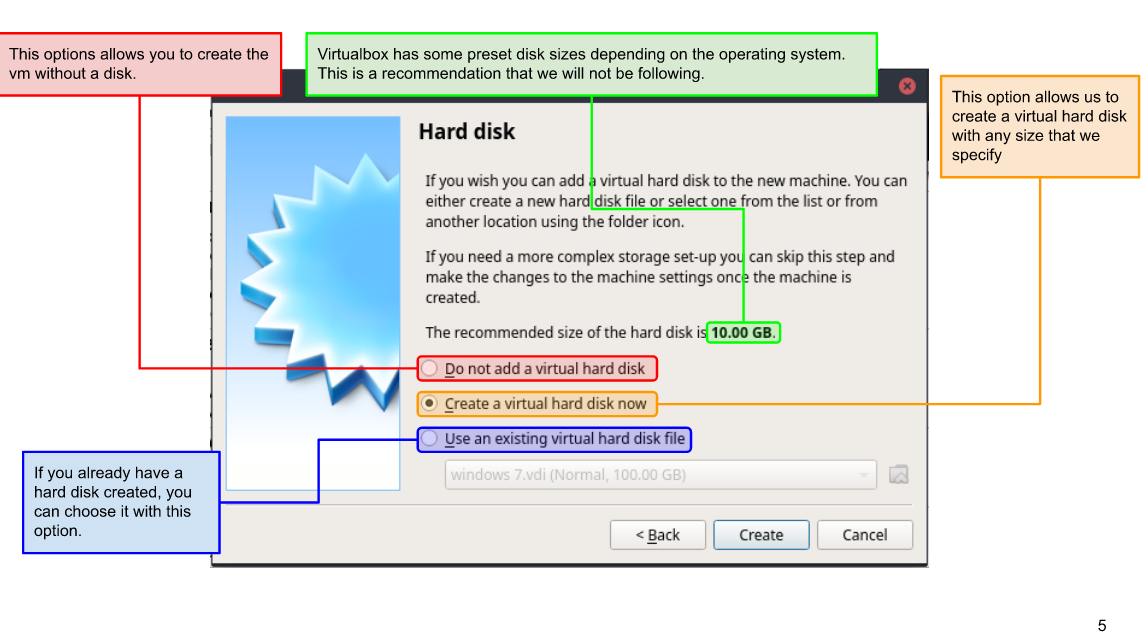 This options allows you to create the
vm without a disk.
Virtualbox has some preset disk sizes depending on the operating system.
This is a recommendation that we will not be following.
This option allows us to
create a virtual hard disk
with any size that we
specify
Hard disk
If you wish you can add a virtual hard disk to the new machine. You can
either create a new hard disk file or select one from the list or from
another location using the folder icon.
If you need a more complex storage set-up you can skip this step and
make the changes to the machine settings once the machine is
created.
The recommended size of the hard disk is 10.00 GB.
Do not add a virtual hard disk
Create a virtual hard disk now
Use an existing virtual hard disk file
windows 7.vdi (Normal, 100.00 GB)
If you already have a
hard disk created, you
can choose it with this
option.
< Back
Create
Cancel
5